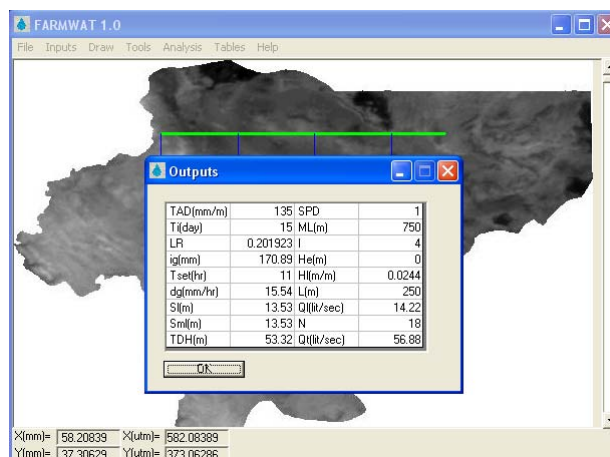 FARMWAT 1.0
File Inputs Draw Tools Analysis Tables Help
Outputs
TAD(mm/m) 135 SPD 1
Ti(day) 15 ML(m) 750
LR 0.201923 I 4
ig(mm) 170.89 He(m) 0
Tset(hr) 11 Hl(m/m) 0.0244
dg(mm/hr) 15.54 L(m) 250
Sl(m) 13.53 Ql(lit/sec) 14.22
Sml(m) 13.53 N 18
TDH(m) 53.32 Qt(lit/sec) 56.88
OK
X(mm)= 58.20839 X(utm)= 582.08389
Y(mm)= 37.30629 Y(utm)= 373.06286